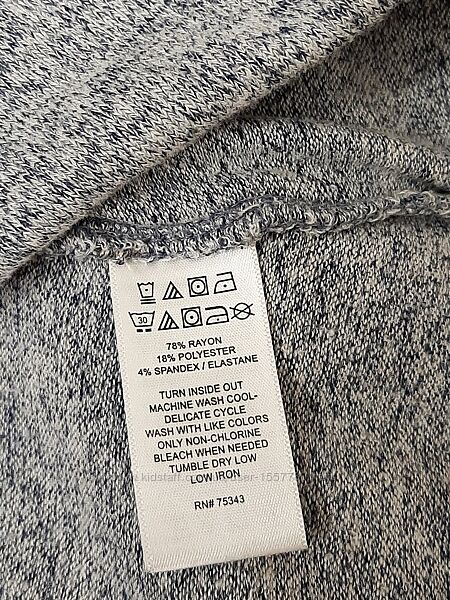 30
78% RAYON
18% POLYESTER
4% SPANDEX / ELASTANE
TURN INSIDE OUT
MACHINE WASH COOL-
DELICATE CYCLE
WASH WITH LIKE COLORS
ONLY NON-CHLORINE
BLEACH WHEN NEEDED
TUMBLE DRY LOW
LOW IRON
RN# 75343